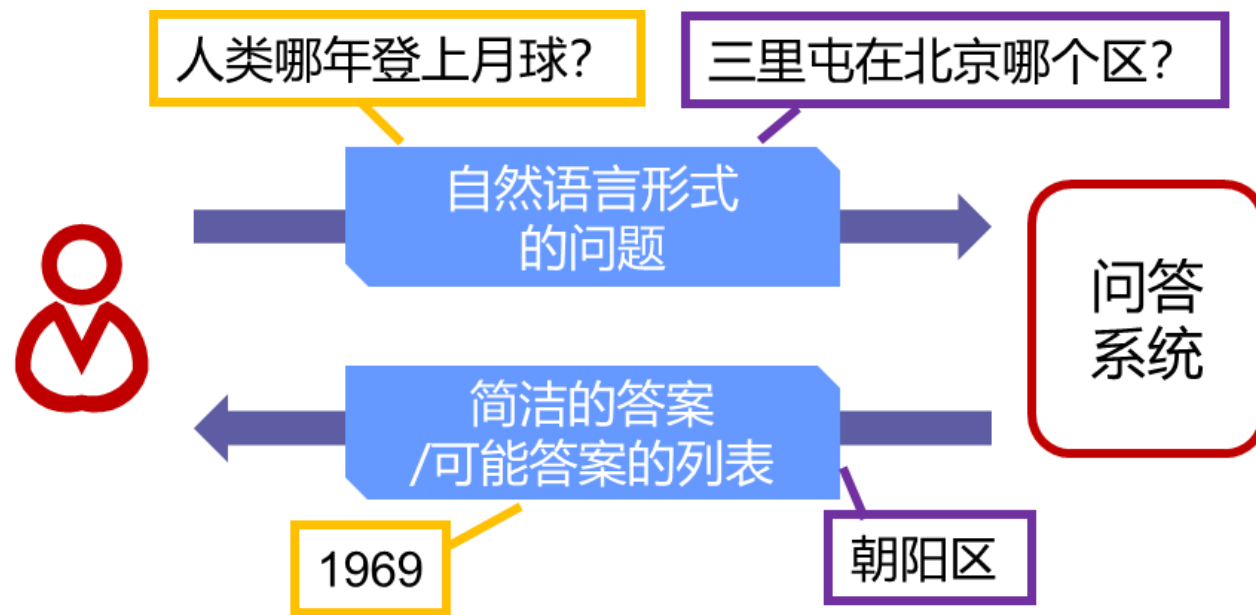 人类哪年登上月球？
三里屯在北京哪个区？
自然语言形式
的问题
问答
系统
简洁的答案
/可能答案的列表
1969
朝阳区